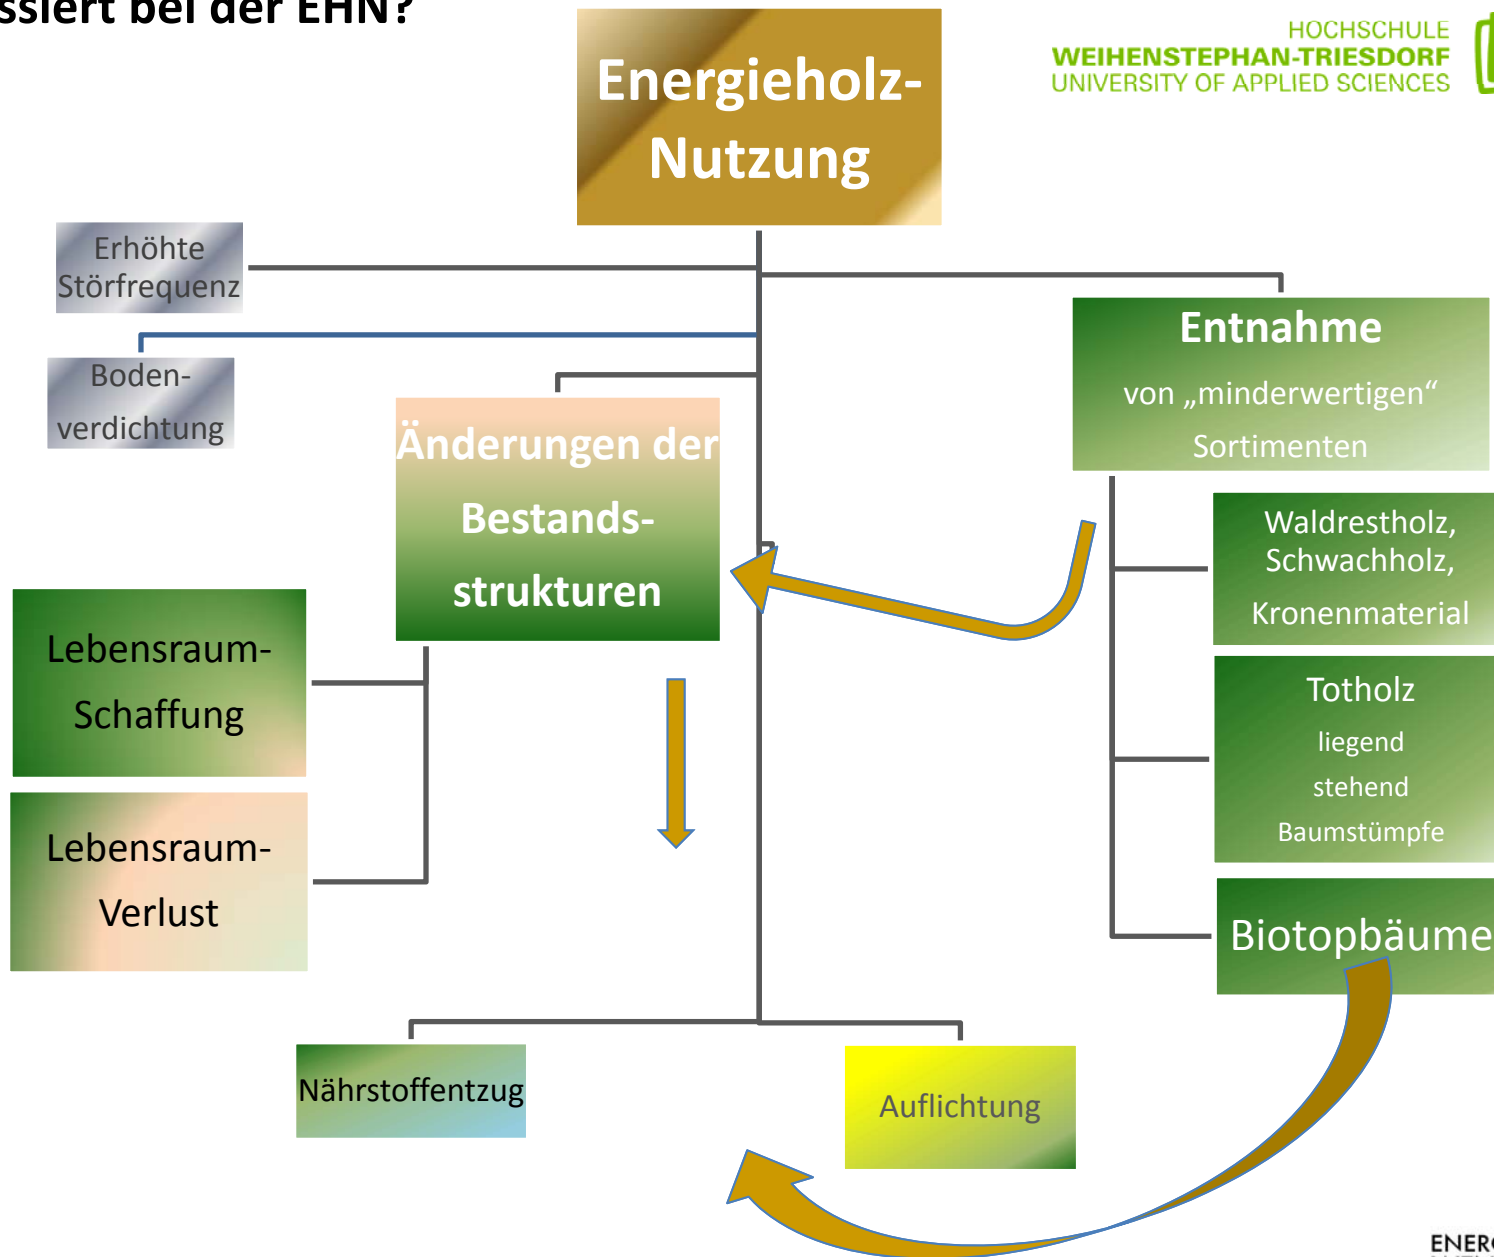 ssiert bei der EHN?
HOCHSCHULE
WEIHENSTEPHAN-TRIESDORF
UNIVERSITY OF APPLIED SCIENCES
Energieholz-
Nutzung
Erhöhte
Störfrequenz
Boden-
verdichtung
Änderungen der
Bestands-
strukturen
Entnahme
von „minderwertigen“
Sortimenten
Waldrestholz,
Schwachholz,
Kronenmaterial
Totholz
liegend
stehend
Baumstümpfe
Biotopbäume
Lebensraum-
Schaffung
Lebensraum-
Verlust
Nährstoffentzug
Auflichtung